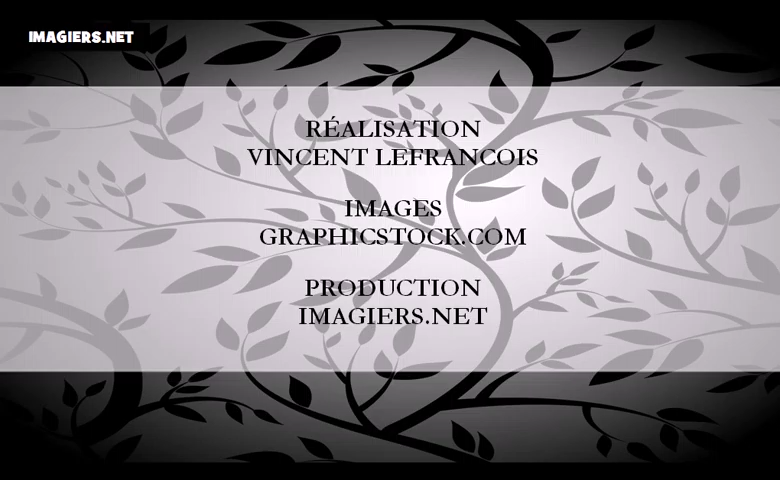 IMAGIERS.NET
RÉALISATION
VINCENT LEFRANCOIS
IMAGES
GRAPHICSTOCK.COM
PRODUCTION
IMAGIERS.NET